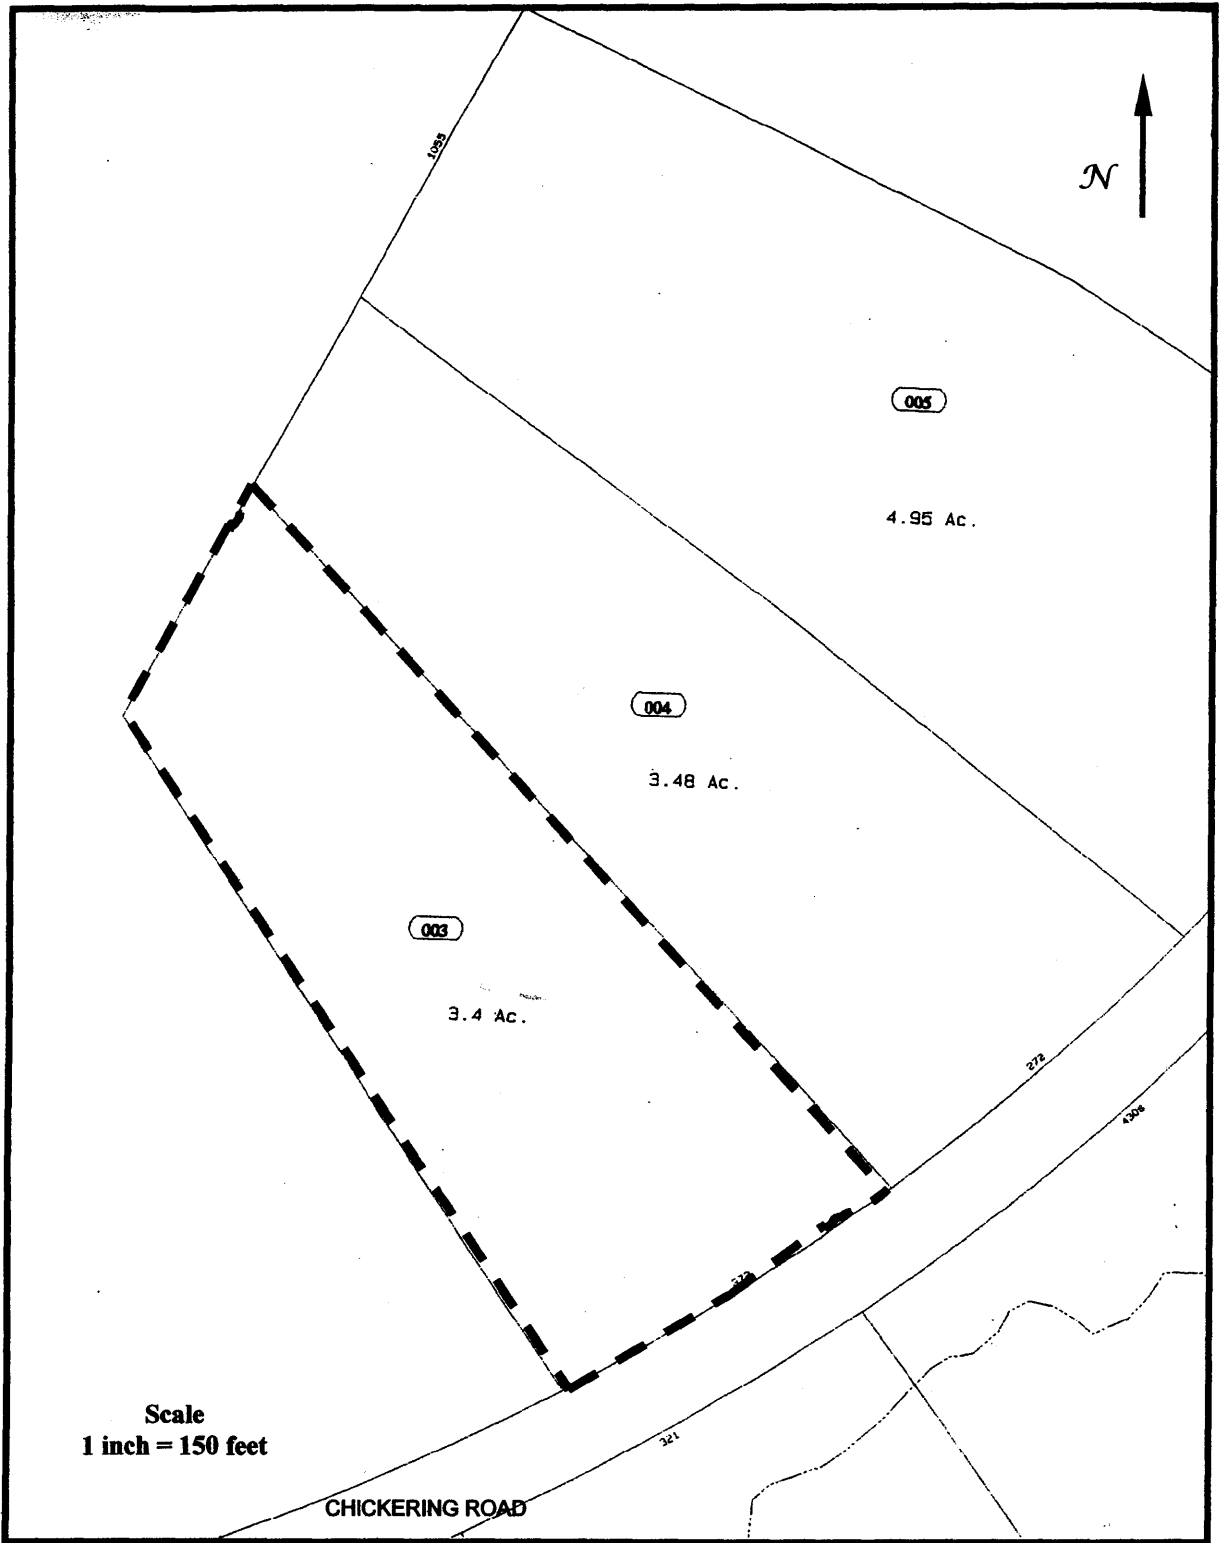 1055
N
005
4.95 Ac.
004
3.48 Ac.
003
3.4 Ac.
272
4308
272
321
Scale
1 inch = 150 feet
CHICKERING ROAD